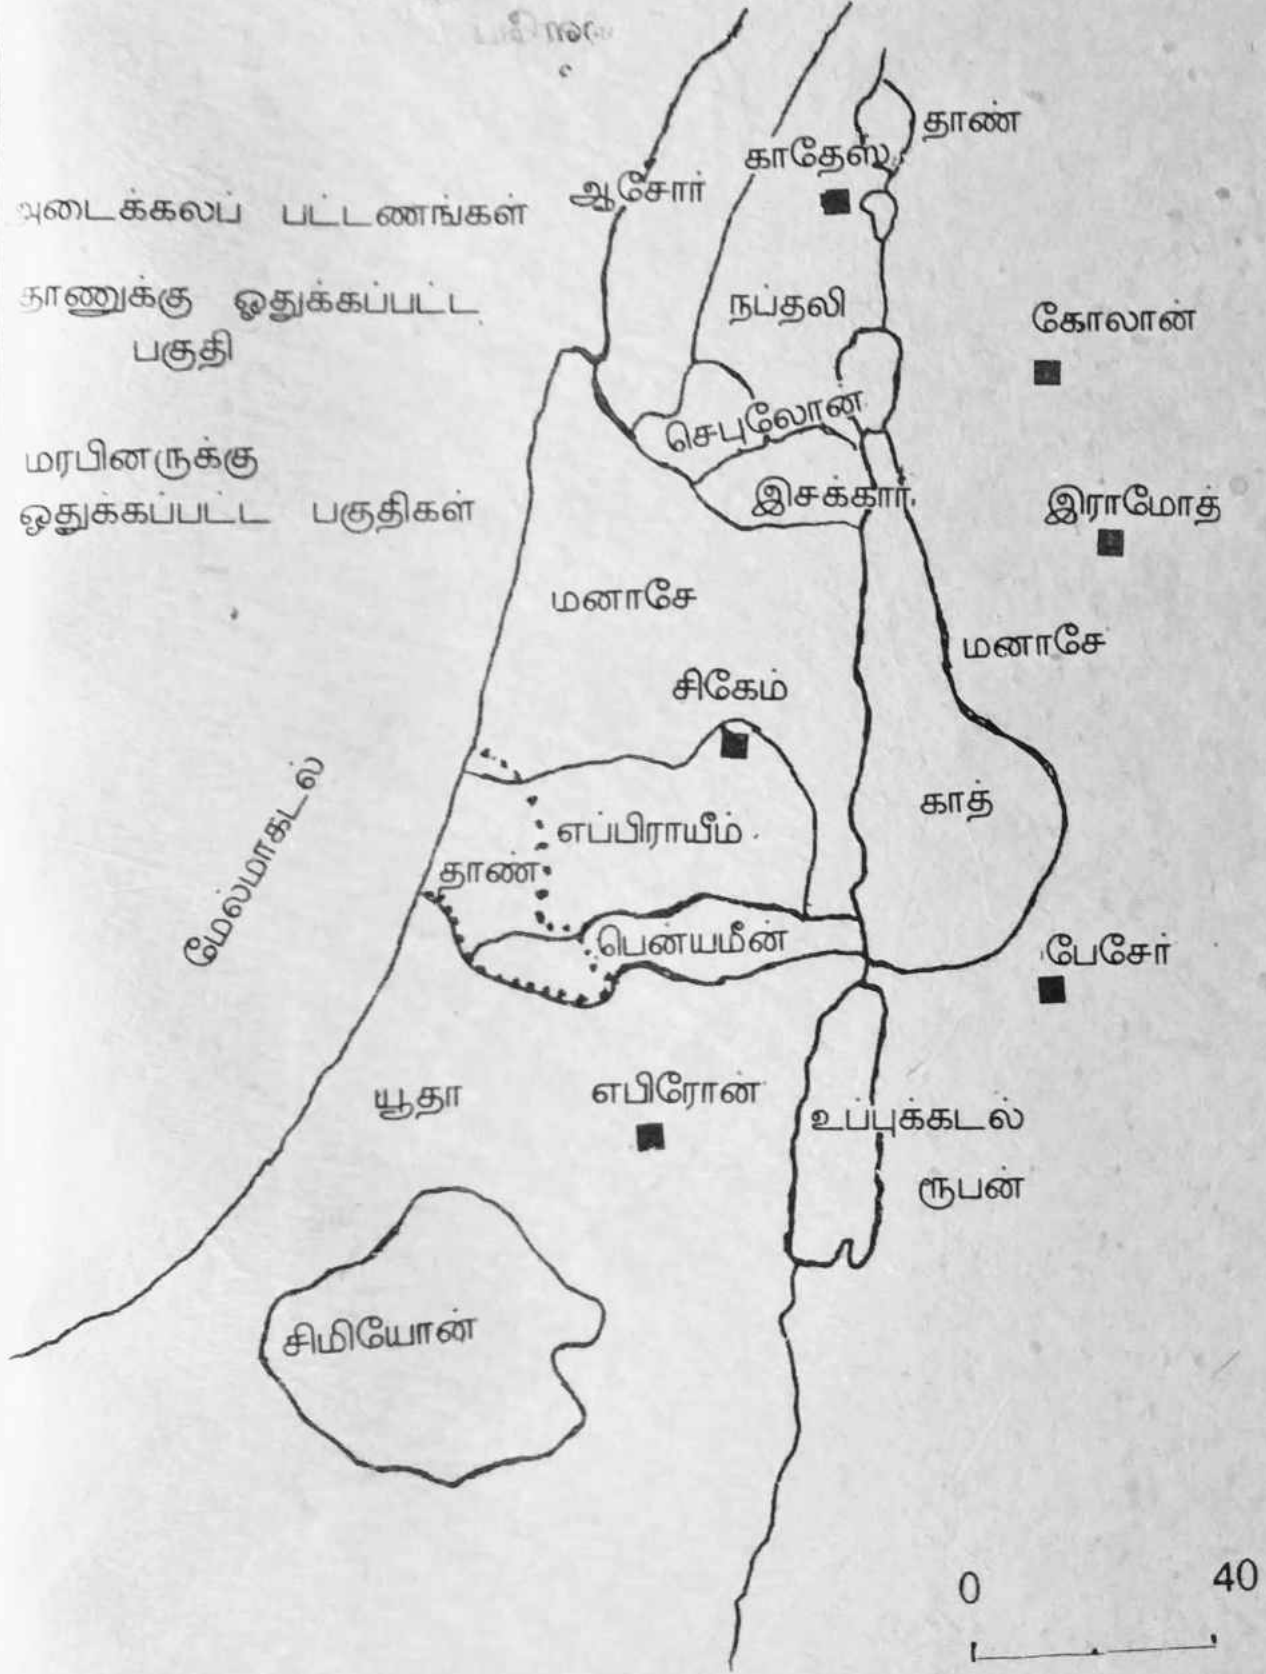 தாண்
காதேஸ்
ஆசோர்
அடைக்கலப் பட்டணங்கள்
தாணுக்கு ஒதுக்கப்பட்ட
பகுதி
நப்தலி
கோலான்
செபுலோன்
மரபினருக்கு
ஒதுக்கப்பட்ட பகுதிகள்
இசக்கார்
இராமோத்
மனாசே
மனாசே
சிகேம்
மேல்மாகடல்
காத்
எப்பிராயீம்
தாண்
பென்யமீன்
பேசோர்
யூதா
எபிரோன்
உப்புக்கடல்
ரூபன்
சிமியோன்
0 40